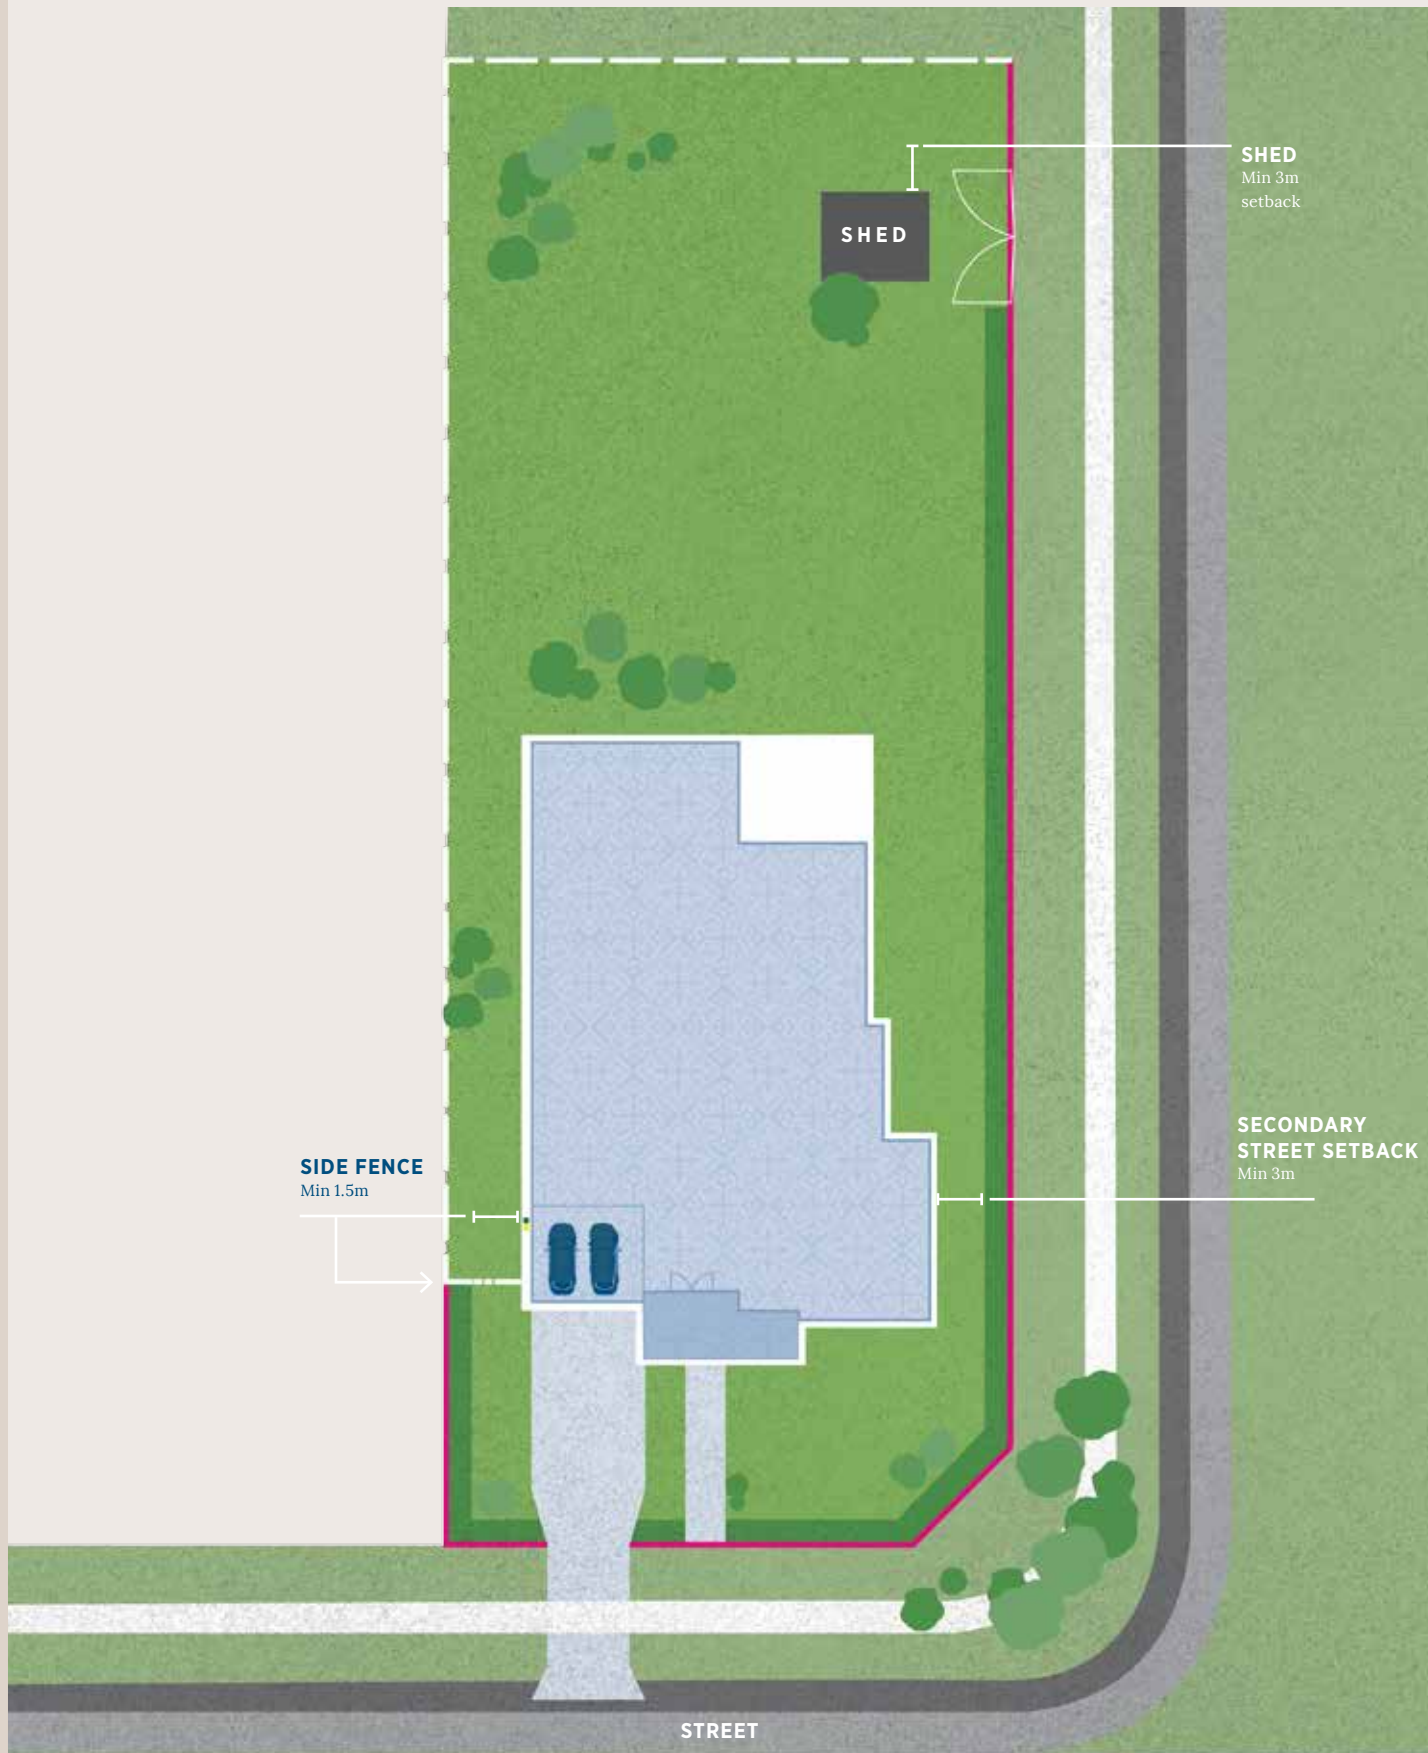 SHED
Min 3m
setback
SHED
SECONDARY
STREET SETBACK
Min 3m
SIDE FENCE
Min 1.5m
STREET